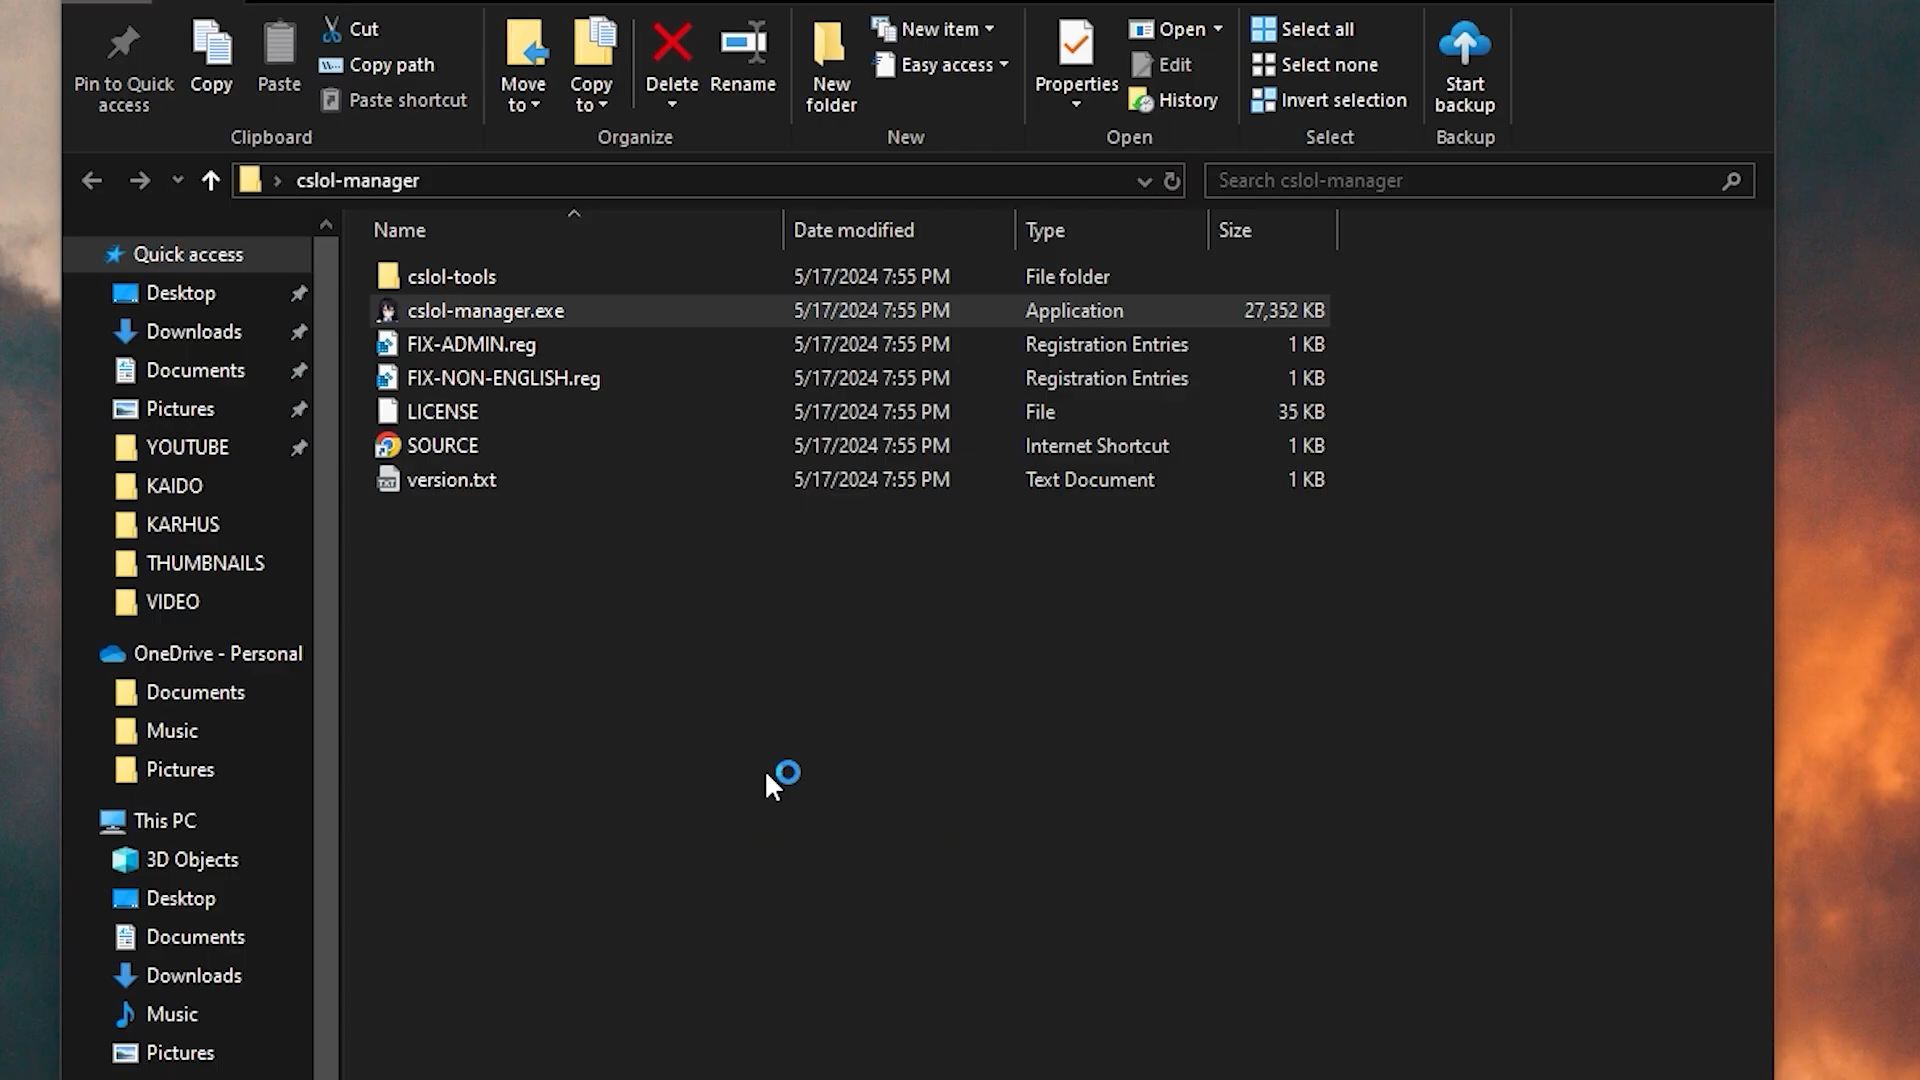 Pin to Quick
access
Copy
Paste
Cut
Copy path
Paste shortcut
Clipboard
Move
to
Copy
to
Delete
Rename
Organize
New
folder
New item
Easy access
New
Properties
Open
Edit
History
Open
Select all
Select none
Invert selection
Select
Start
backup
Backup
cslol-manager
Search cslol-manager
Name Date modified Type Size
cslol-tools 5/17/2024 7:55 PM File folder
cslol-manager.exe 5/17/2024 7:55 PM Application 27,352 KB
FIX-ADMIN.reg 5/17/2024 7:55 PM Registration Entries 1 KB
FIX-NON-ENGLISH.reg 5/17/2024 7:55 PM Registration Entries 1 KB
LICENSE 5/17/2024 7:55 PM File 35 KB
SOURCE 5/17/2024 7:55 PM Internet Shortcut 1 KB
version.txt 5/17/2024 7:55 PM Text Document 1 KB
Quick access
Desktop
Downloads
Documents
Pictures
YOUTUBE
KAIDO
KARHUS
THUMBNAILS
VIDEO
OneDrive - Personal
Documents
Music
Pictures
This PC
3D Objects
Desktop
Documents
Downloads
Music
Pictures